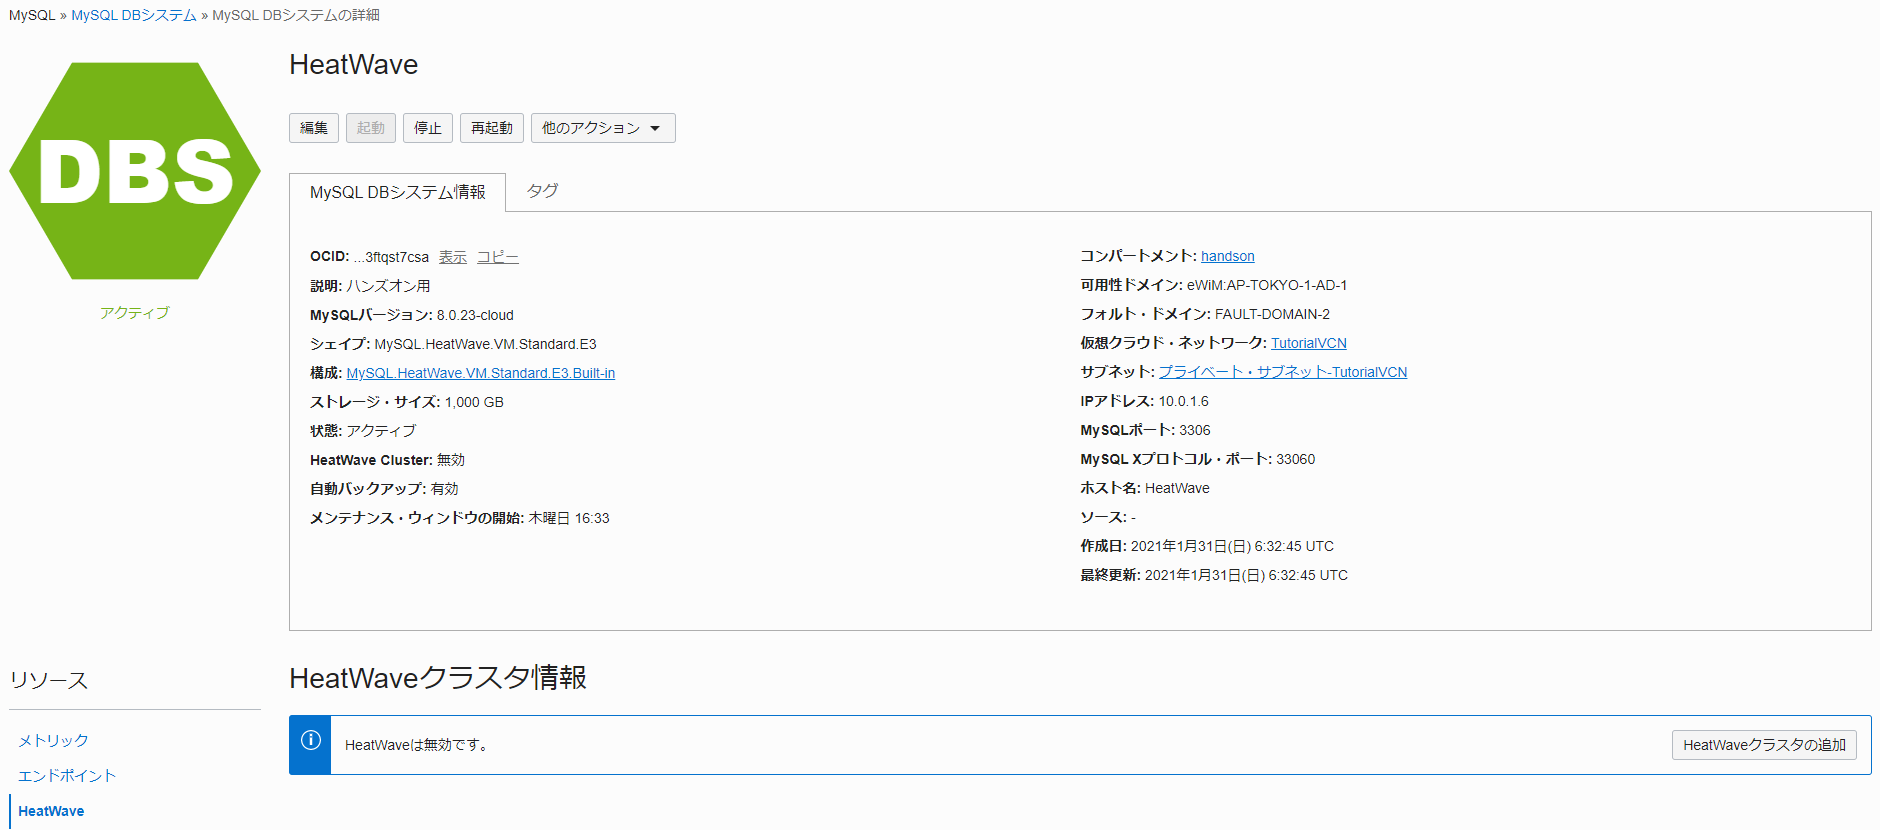 MySQL » MySQL DBシステム » MySQL DBシステムの詳細
DBS
アクティブ
HeatWave
編集 起動 停止 再起動 他のアクション
MySQL DBシステム情報 タグ
OCID: ...3ftqst7csa 表示 コピー
説明: ハンズオン用
MySQLバージョン: 8.0.23-cloud
シェイプ: MySQL.HeatWave.VM.Standard.E3
構成: MySQL.HeatWave.VM.Standard.E3.Built-in
ストレージ・サイズ: 1,000 GB
状態: アクティブ
HeatWave Cluster: 無効
自動バックアップ: 有効
メンテナンス・ウィンドウの開始: 木曜日 16:33
コンパートメント: handson
可用性ドメイン: eWiM:AP-TOKYO-1-AD-1
フォルト・ドメイン: FAULT-DOMAIN-2
仮想クラウド・ネットワーク: TutorialVCN
サブネット: プライベート・サブネット-TutorialVCN
IPアドレス: 10.0.1.6
MySQLポート: 3306
MySQL Xプロトコル・ポート: 33060
ホスト名: HeatWave
ソース: -
作成日: 2021年1月31日(日) 6:32:45 UTC
最終更新: 2021年1月31日(日) 6:32:45 UTC
リソース
メトリック
エンドポイント
HeatWave
HeatWaveクラスタ情報
HeatWaveは無効です。
HeatWaveクラスタの追加